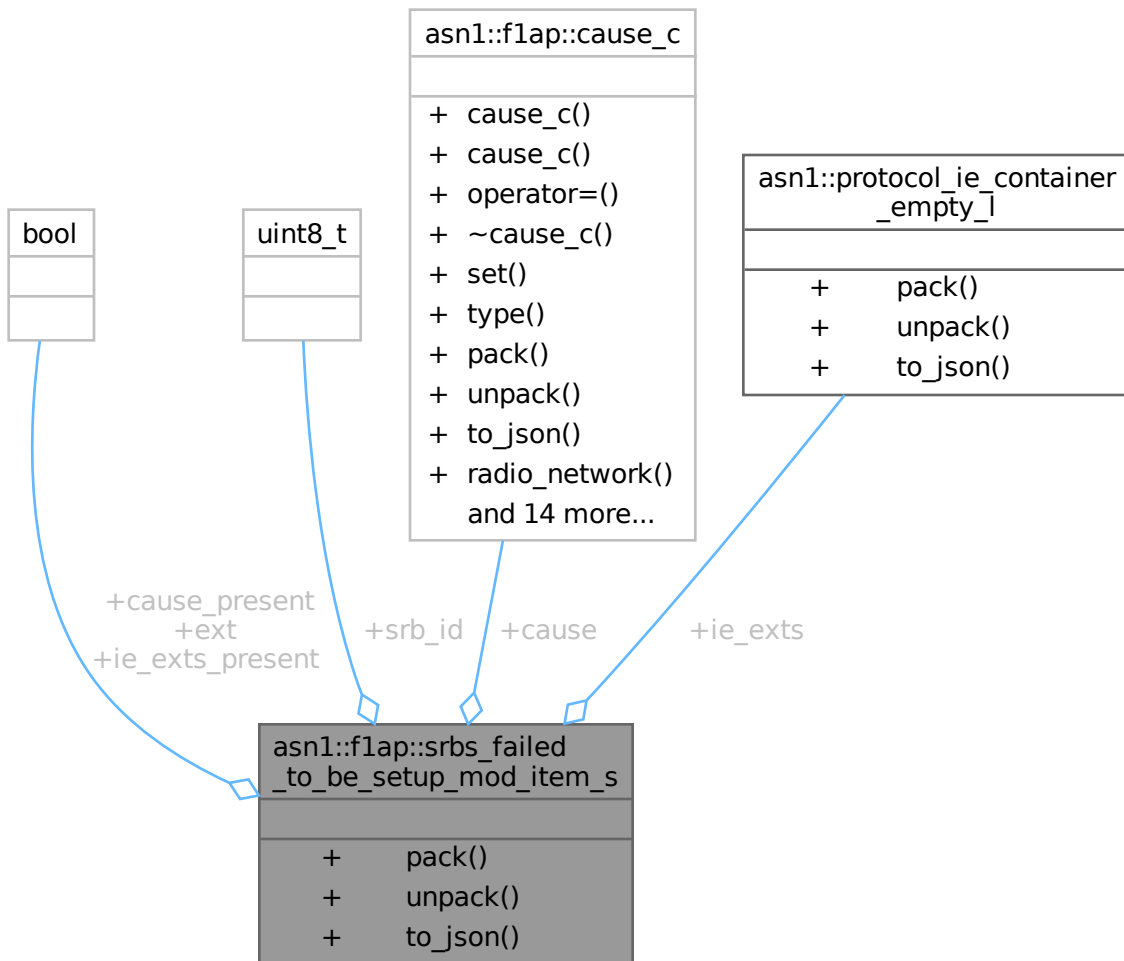 asn1::f1ap::cause_c
+ cause_c()
+ cause_c()
+ operator=()
+ ~cause_c()
+ set()
+ type()
+ pack()
+ unpack()
+ to_json()
+ radio_network()
and 14 more...
asn1::protocol_ie_container
_empty_l
+ pack()
+ unpack()
+ to_json()
bool
uint8_t
+cause_present
+ext
+ie_exts_present
+srb_id
+cause
+ie_exts
asn1::f1ap::srbs_failed
_to_be_setup_mod_item_s
+ pack()
+ unpack()
+ to_json()